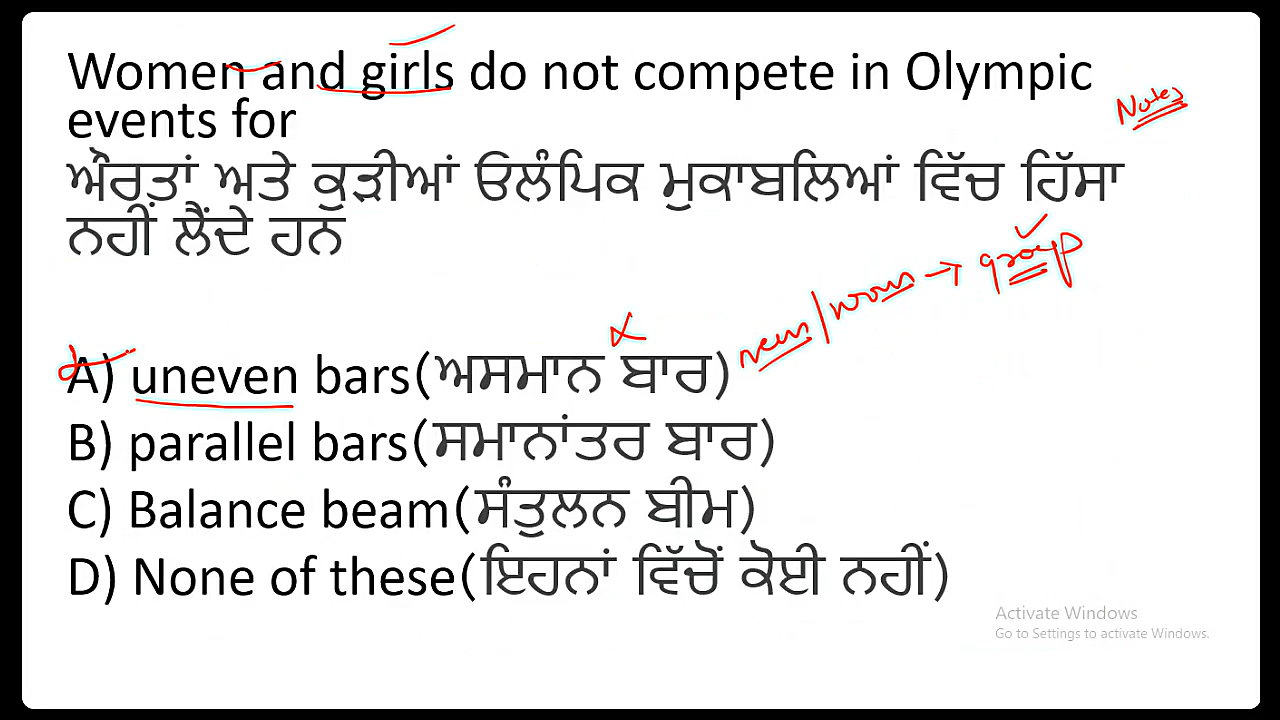 Women and girls do not compete in Olympic
events for
Notes
ਔਰਤਾਂ ਅਤੇ ਕੁੜੀਆਂ ਓਲੰਪਿਕ ਮੁਕਾਬਲਿਆਂ ਵਿੱਚ ਹਿੱਸਾ
ਨਹੀਂ ਲੈਂਦੇ ਹਨ
→ group
A) uneven bars(ਅਸਮਾਨ ਬਾਰ)
B) parallel bars(ਸਮਾਨਾਂਤਰ ਬਾਰ)
C) Balance beam(ਸੰਤੁਲਨ ਬੀਮ)
D) None of these(ਇਹਨਾਂ ਵਿੱਚੋਂ ਕੋਈ ਨਹੀਂ)
Activate Windows
Go to Settings to activate Windows.